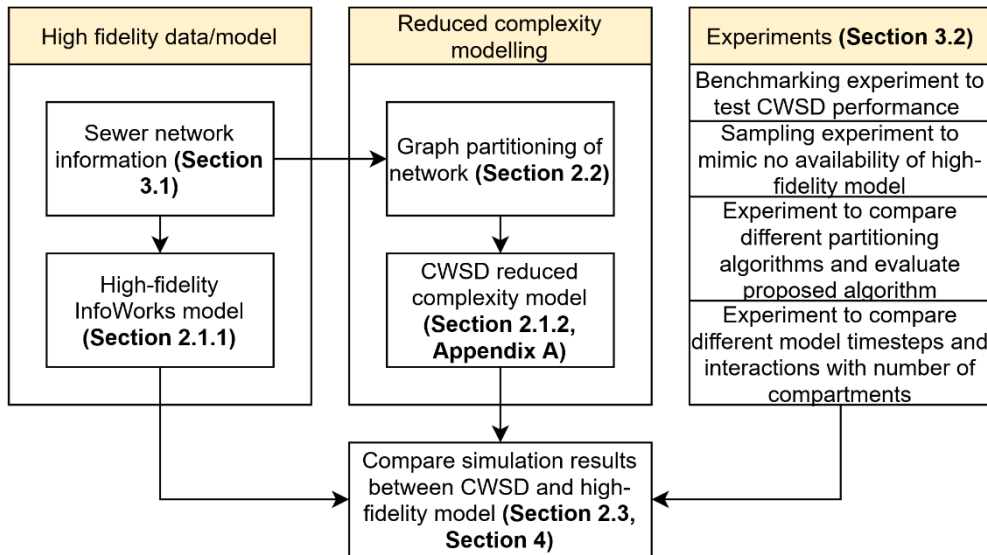 High fidelity data/model
Sewer network
information (Section
3.1)
High-fidelity
InfoWorks model
(Section 2.1.1)
Reduced complexity
modelling
Graph partitioning of
network (Section 2.2)
CWSD reduced
complexity model
(Section 2.1.2,
Appendix A)
Experiments (Section 3.2)
Benchmarking experiment to
test CWSD performance
Sampling experiment to
mimic no availability of high-
fidelity model
Experiment to compare
different partitioning
algorithms and evaluate
proposed algorithm
Experiment to compare
different model timesteps and
interactions with number of
compartments
Compare simulation results
between CWSD and high-
fidelity model (Section 2.3,
Section 4)